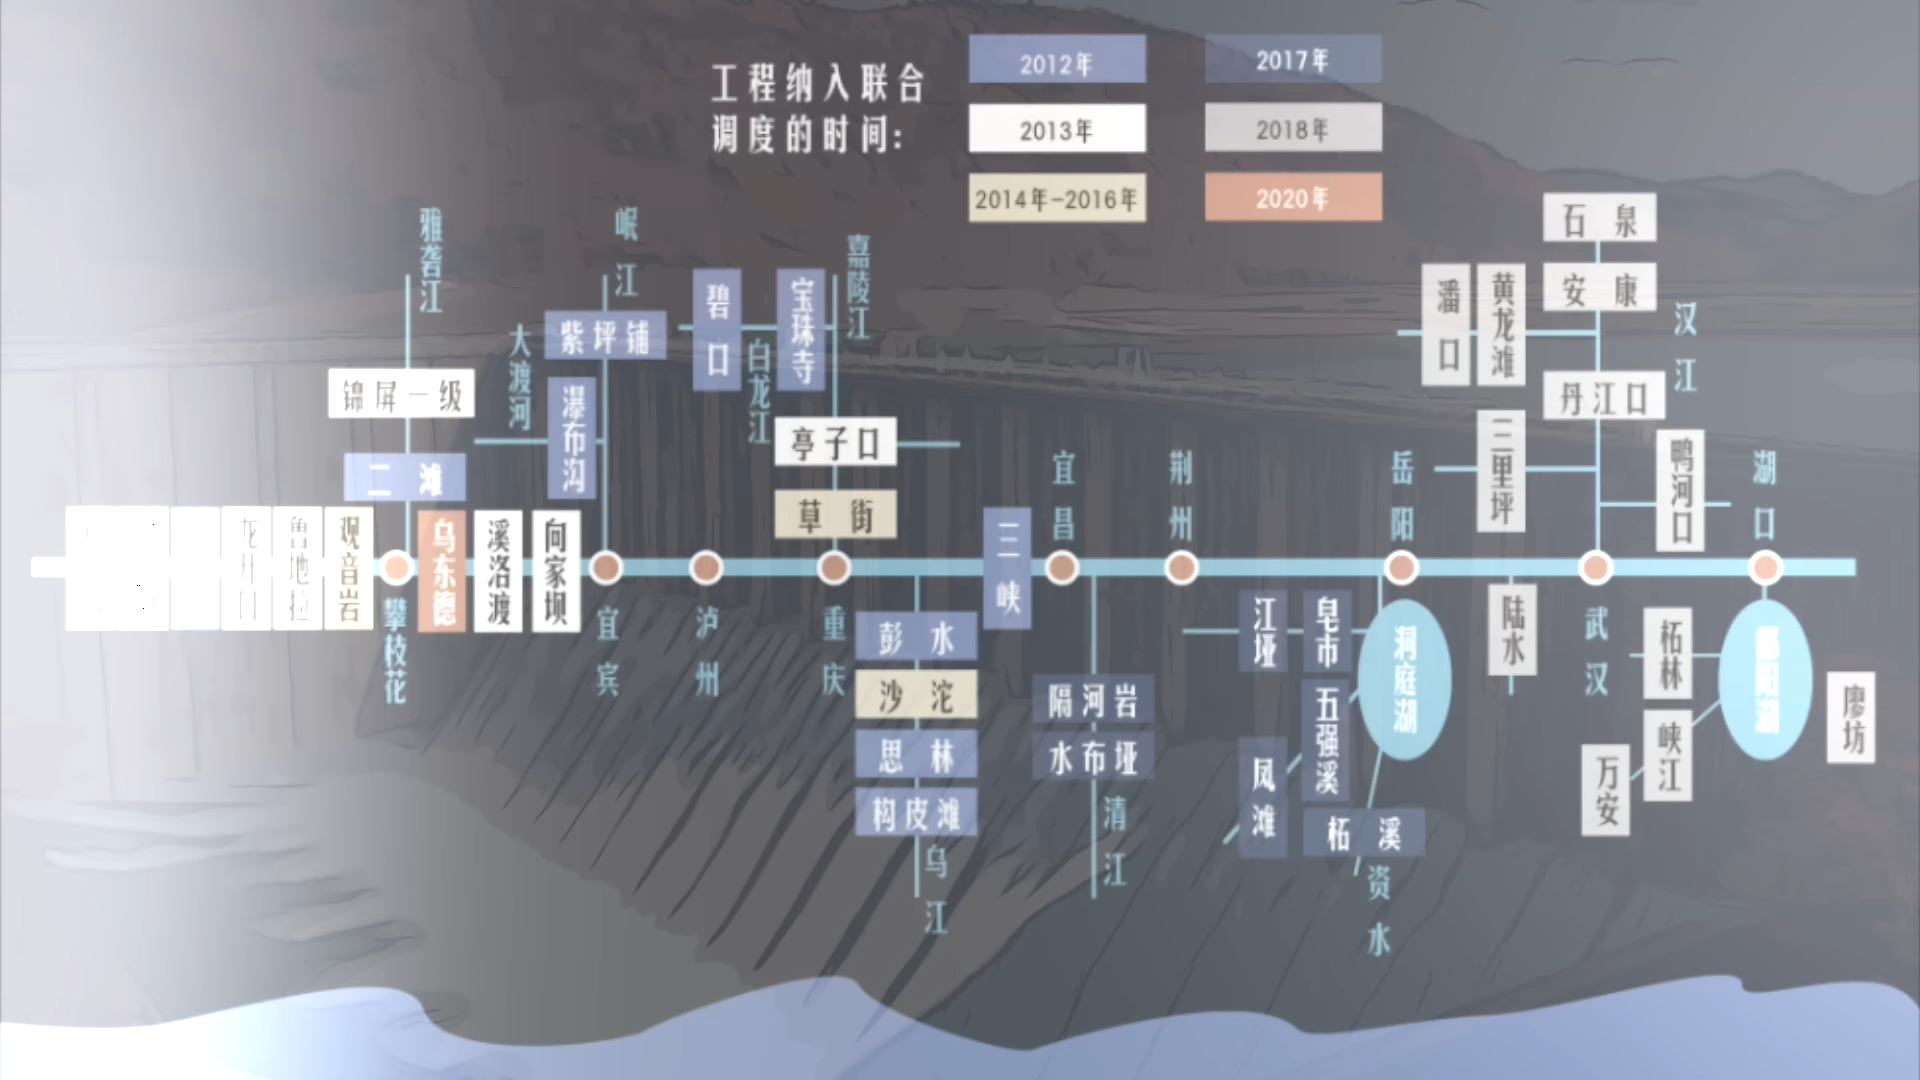 工程纳入联合
调度的时间:
2012年
2017年
2013年
2018年
2014年-2016年
2020年
雅砻江
岷江
嘉陵江
大渡河
紫坪铺
碧口
宝珠寺
白龙江
瀑布沟
锦屏一级
二滩
亭子口
草街
石泉
安康
潘口
黄龙滩
汉江
丹江口
三里坪
鸭河口
龙开口
鲁地拉
观音岩
乌东德
溪洛渡
向家坝
三峡
宜昌
荆州
岳阳
湖口
攀枝花
宜宾
泸州
重庆
彭水
沙沱
思林
构皮滩
乌江
隔河岩
水布垭
清江
江垭
皂市
五强溪
凤滩
柘溪
资水
洞庭湖
陆水
武汉
柘林
峡江
万安
鄱阳湖
廖坊